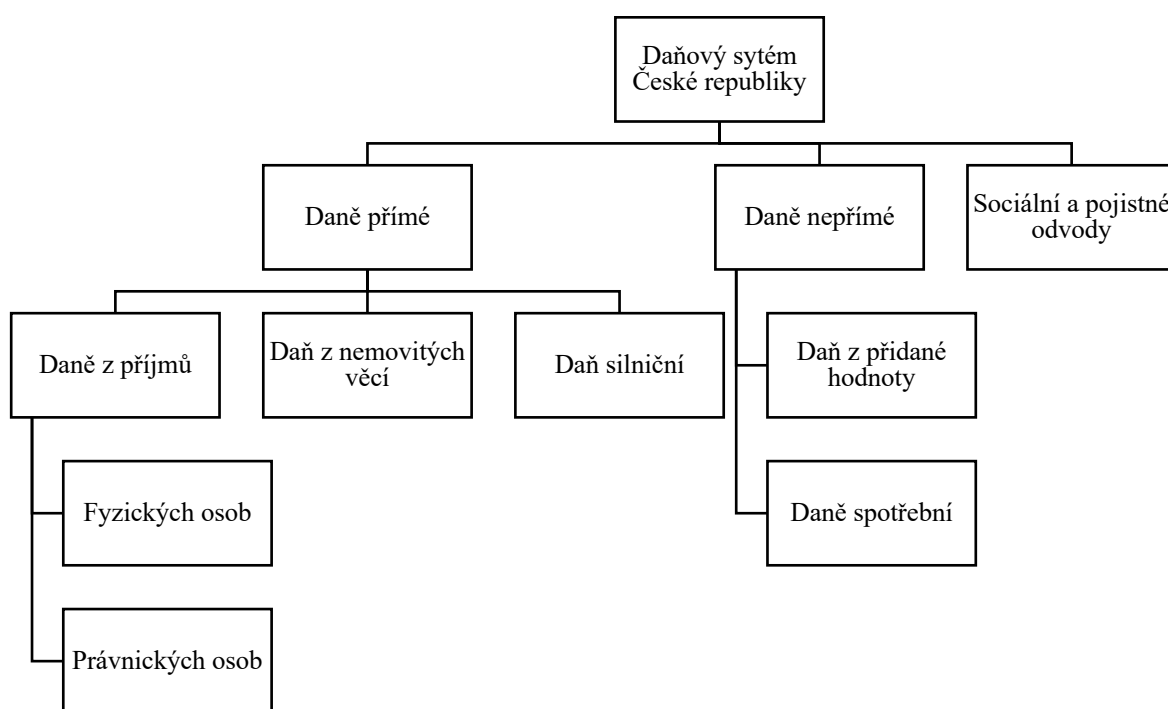 Daňový sytém
České republiky
Daně přímé
Daně nepřímé
Sociální a pojistné
odvody
Daně z příjmů
Daň z nemovitých
věcí
Daň silniční
Daň z přidané
hodnoty
Fyzických osob
Daně spotřební
Právnických osob